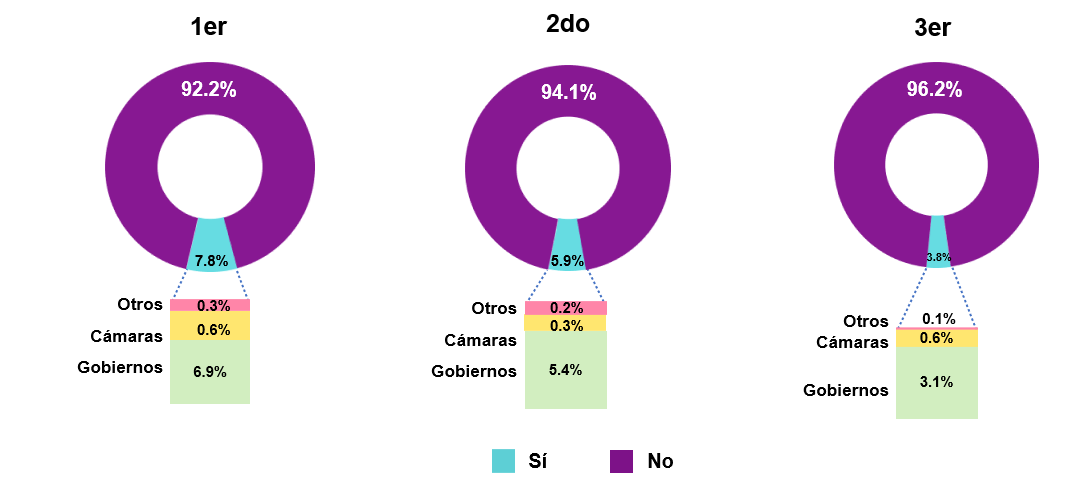 1er
92.2%
7.8%
Otros 0.3%
Cámaras 0.6%
Gobiernos 6.9%
2do
94.1%
5.9%
Otros 0.2%
Cámaras 0.3%
Gobiernos 5.4%
3er
96.2%
3.8%
Otros 0.1%
Cámaras 0.6%
Gobiernos 3.1%
Sí No